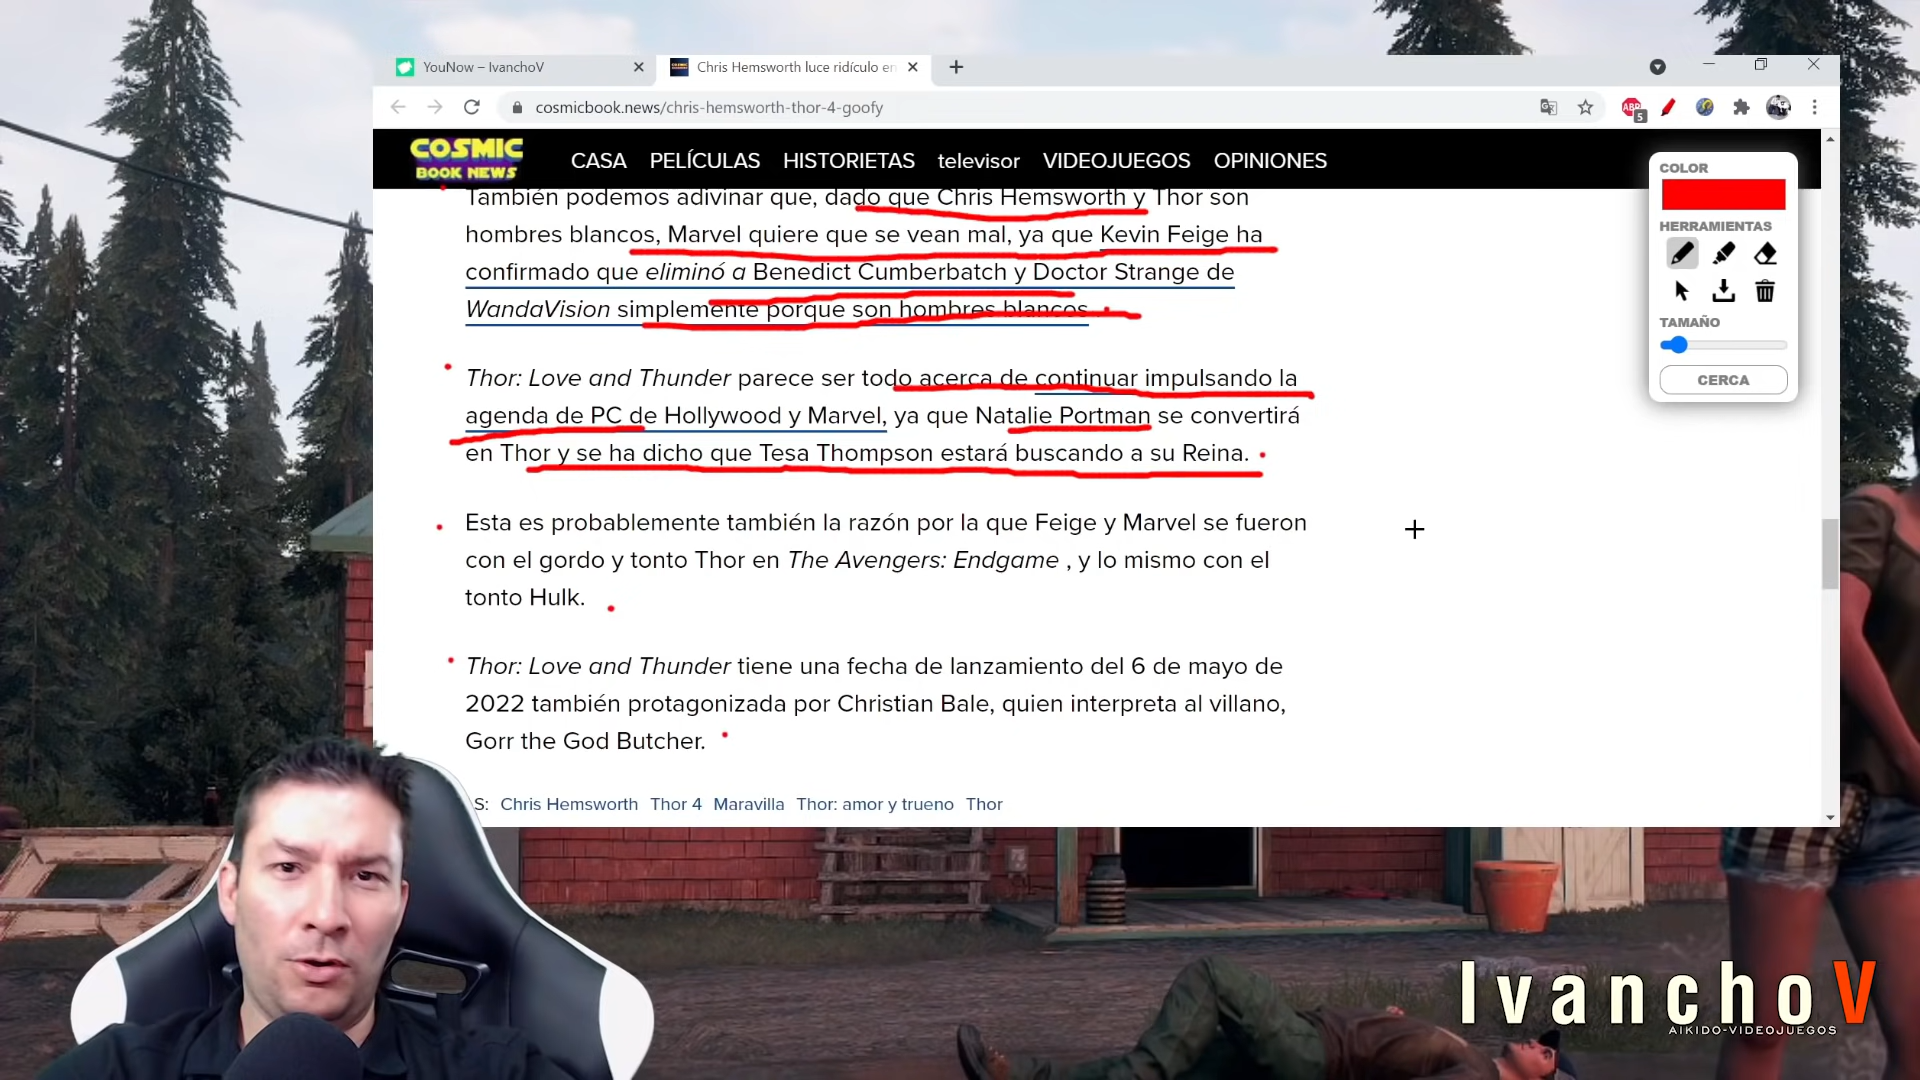 YouNow – IvanchoV
Chris Hemsworth luce ridículo en
cosmicbook.news/chris-hemsworth-thor-4-goofy
ABP
5
COSMIC
BOOK NEWS
CASA PELÍCULAS HISTORIETAS televisor VIDEOJUEGOS OPINIONES
También podemos adivinar que, dado que Chris Hemsworth y Thor son
hombres blancos, Marvel quiere que se vean mal, ya que Kevin Feige ha
confirmado que eliminó a Benedict Cumberbatch y Doctor Strange de
WandaVision simplemente porque son hombres blancos .
Thor: Love and Thunder parece ser todo acerca de continuar impulsando la
agenda de PC de Hollywood y Marvel, ya que Natalie Portman se convertirá
en Thor y se ha dicho que Tesa Thompson estará buscando a su Reina.
Esta es probablemente también la razón por la que Feige y Marvel se fueron
con el gordo y tonto Thor en The Avengers: Endgame , y lo mismo con el
tonto Hulk.
Thor: Love and Thunder tiene una fecha de lanzamiento del 6 de mayo de
2022 también protagonizada por Christian Bale, quien interpreta al villano,
Gorr the God Butcher.
S: Chris Hemsworth Thor 4 Maravilla Thor: amor y trueno Thor
COLOR
HERRAMIENTAS
TAMAÑO
CERCA
IvanchoV
AIKIDO-VIDEOJUEGOS